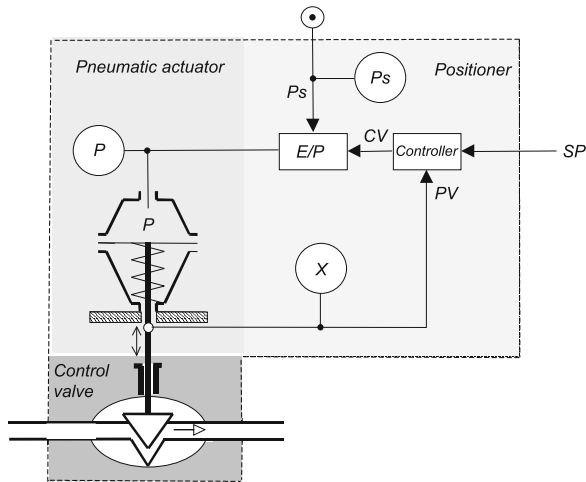 Pneumatic actuator
Positioner
Ps
Ps
P
E/P
CV
Controller
SP
PV
P
X
Control
valve